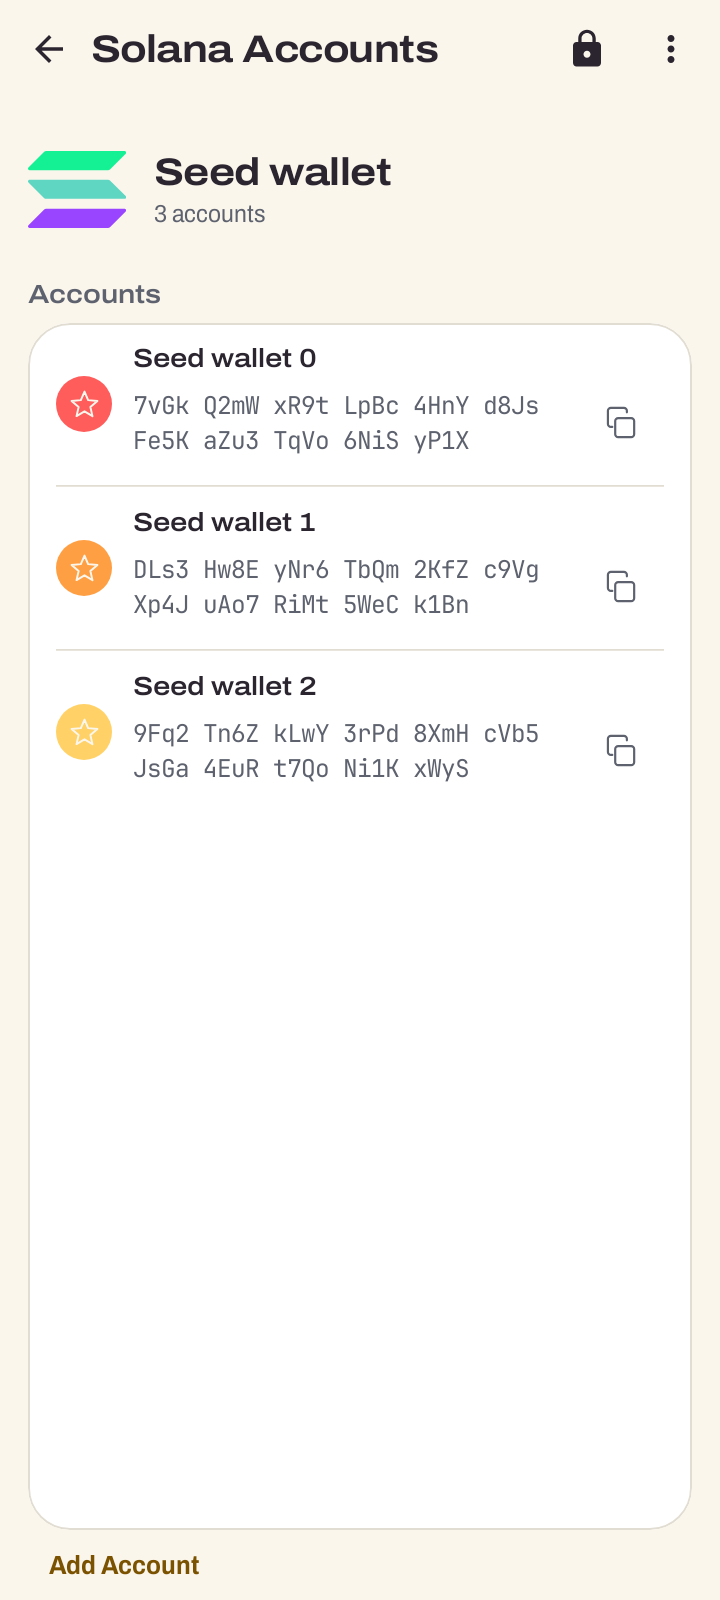 Solana Accounts
Seed wallet
3 accounts
Accounts
Seed wallet 0
7vGk Q2mW xR9t LpBc 4HnY d8Js
Fe5K aZu3 TqVo 6NiS yP1X
Seed wallet 1
DLs3 Hw8E yNr6 TbQm 2KfZ c9Vg
Xp4J uAo7 RiMt 5WeC k1Bn
Seed wallet 2
9Fq2 Tn6Z kLwY 3rPd 8XmH cVb5
JsGa 4EuR t7Qo Ni1K xWyS
Add Account